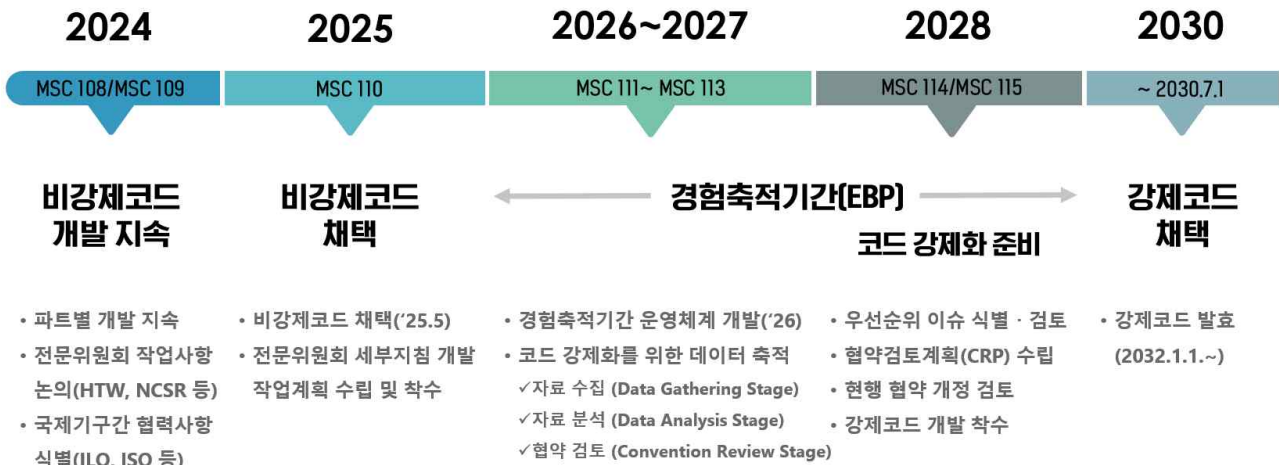 2024
2025
2026~2027
2028
2030
MSC 108/MSC 109
MSC 110
MSC 111~ MSC 113
MSC 114/MSC 115
~ 2030.7.1
비강제코드
개발 지속
비강제코드
채택
경험축적기간(EBP)
코드 강제화 준비
강제코드
채택
• 파트별 개발 지속
• 전문위원회 작업사항
논의(HTW, NCSR 등)
• 국제기구간 협력사항
식별(ILO, ISO 등)
• 비강제코드 채택(‘25.5)
• 전문위원회 세부지침 개발
작업계획 수립 및 착수
• 경험축적기간 운영체계 개발(‘26)
• 코드 강제화를 위한 데이터 축적
✓자료 수집 (Data Gathering Stage)
✓자료 분석 (Data Analysis Stage)
✓협약 검토 (Convention Review Stage)
• 우선순위 이슈 식별 · 검토
• 협약검토계획(CRP) 수립
• 현행 협약 개정 검토
• 강제코드 개발 착수
• 강제코드 발효
(2032.1.1.~)